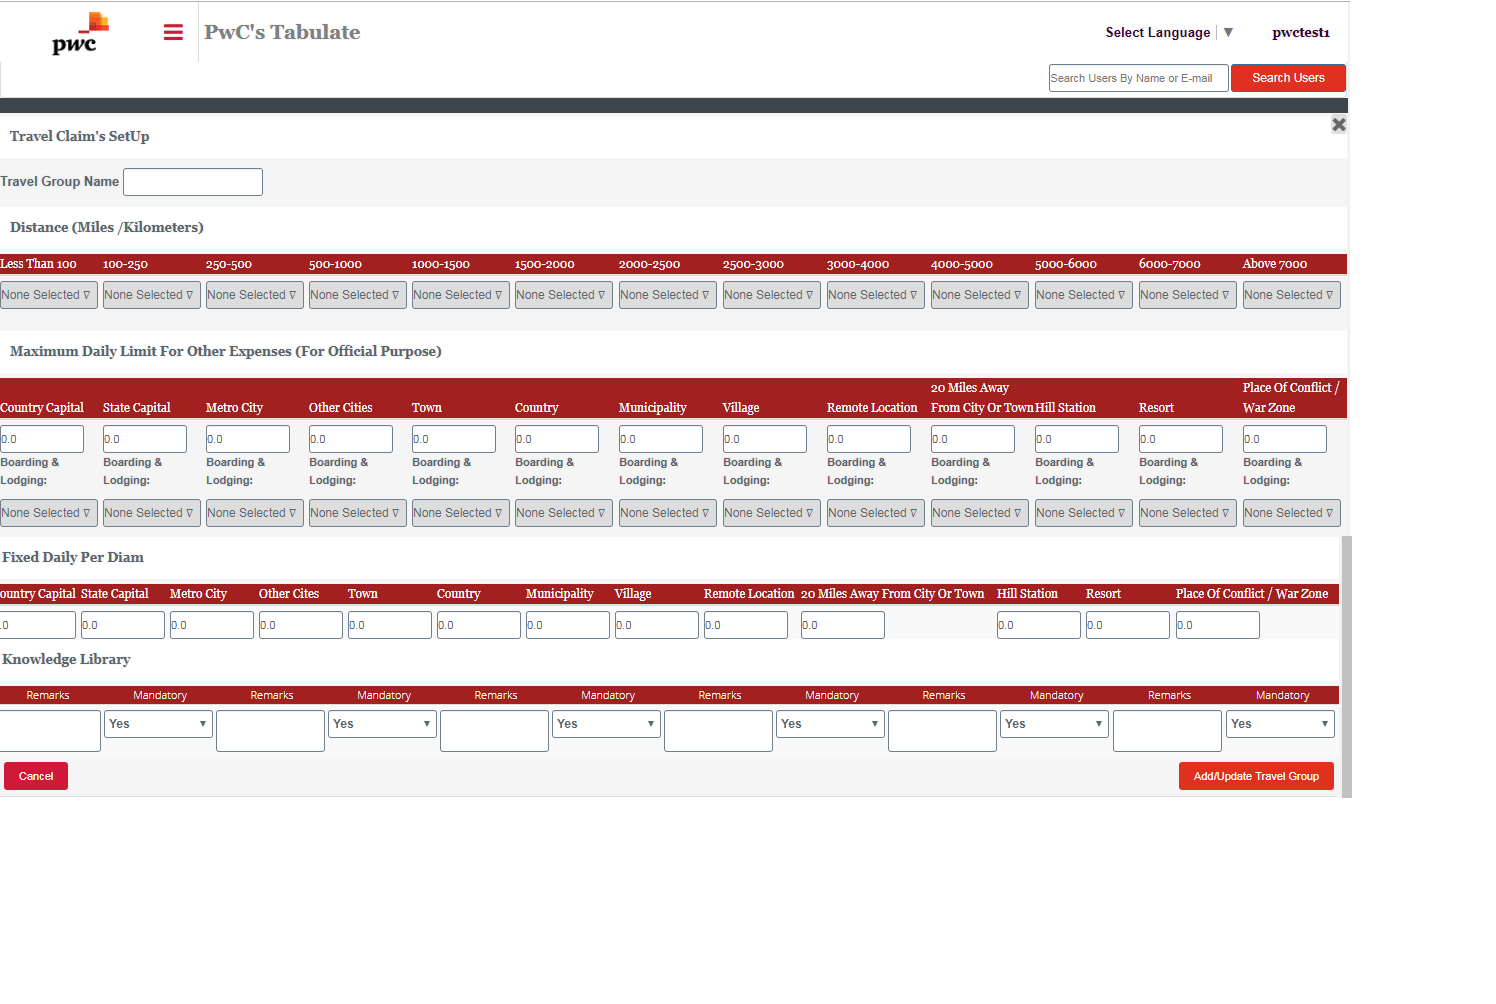 pwc
PwC's Tabulate
Select Language ▼
pwctest1
Search Users By Name or E-mail
Search Users
Travel Claim's SetUp
Travel Group Name
Distance (Miles /Kilometers)
Less Than 100 100-250 250-500 500-1000 1000-1500 1500-2000 2000-2500 2500-3000 3000-4000 4000-5000 5000-6000 6000-7000 Above 7000
None Selected None Selected None Selected None Selected None Selected None Selected None Selected None Selected None Selected None Selected None Selected None Selected None Selected
Maximum Daily Limit For Other Expenses (For Official Purpose)
20 Miles Away Place Of Conflict /
Country Capital State Capital Metro City Other Cities Town Country Municipality Village Remote Location From City Or Town Hill Station Resort War Zone
0.0 0.0 0.0 0.0 0.0 0.0 0.0 0.0 0.0 0.0 0.0 0.0 0.0
Boarding & Boarding & Boarding & Boarding & Boarding & Boarding & Boarding & Boarding & Boarding & Boarding & Boarding & Boarding & Boarding &
Lodging: Lodging: Lodging: Lodging: Lodging: Lodging: Lodging: Lodging: Lodging: Lodging: Lodging: Lodging: Lodging:
None Selected None Selected None Selected None Selected None Selected None Selected None Selected None Selected None Selected None Selected None Selected None Selected None Selected
Fixed Daily Per Diam
ountry Capital State Capital Metro City Other Cites Town Country Municipality Village Remote Location 20 Miles Away From City Or Town Hill Station Resort Place Of Conflict / War Zone
.0 0.0 0.0 0.0 0.0 0.0 0.0 0.0 0.0 0.0 0.0 0.0 0.0
Knowledge Library
Remarks Mandatory Remarks Mandatory Remarks Mandatory Remarks Mandatory Remarks Mandatory Remarks Mandatory
Yes Yes Yes Yes Yes Yes
Cancel
Add/Update Travel Group